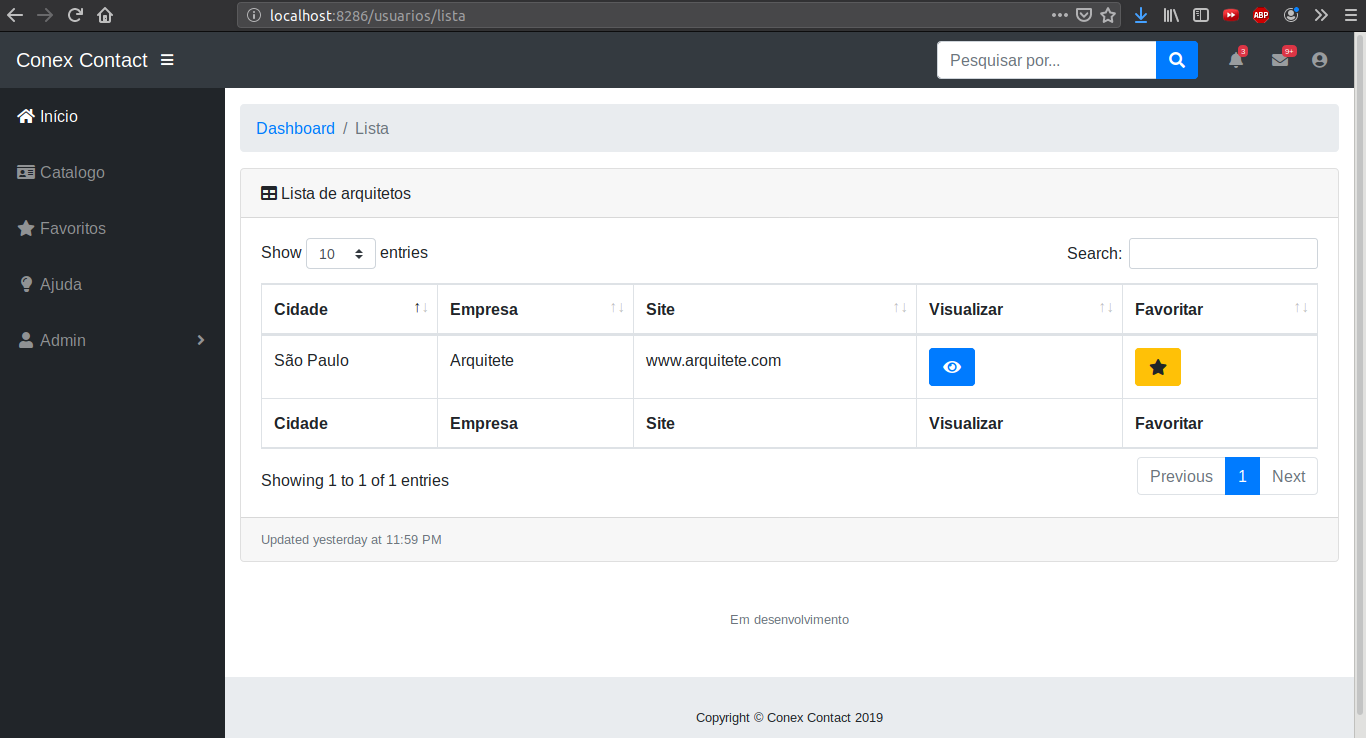 localhost:8286/usuarios/lista
ABP
Conex Contact
Pesquisar por...
3
9+
Início
Catalogo
Favoritos
Ajuda
Admin
Dashboard / Lista
Lista de arquitetos
Show 10 entries
Search:
Cidade Empresa Site Visualizar Favoritar
São Paulo Arquitete www.arquitete.com
Cidade Empresa Site Visualizar Favoritar
Showing 1 to 1 of 1 entries
Previous 1 Next
Updated yesterday at 11:59 PM
Em desenvolvimento
Copyright © Conex Contact 2019